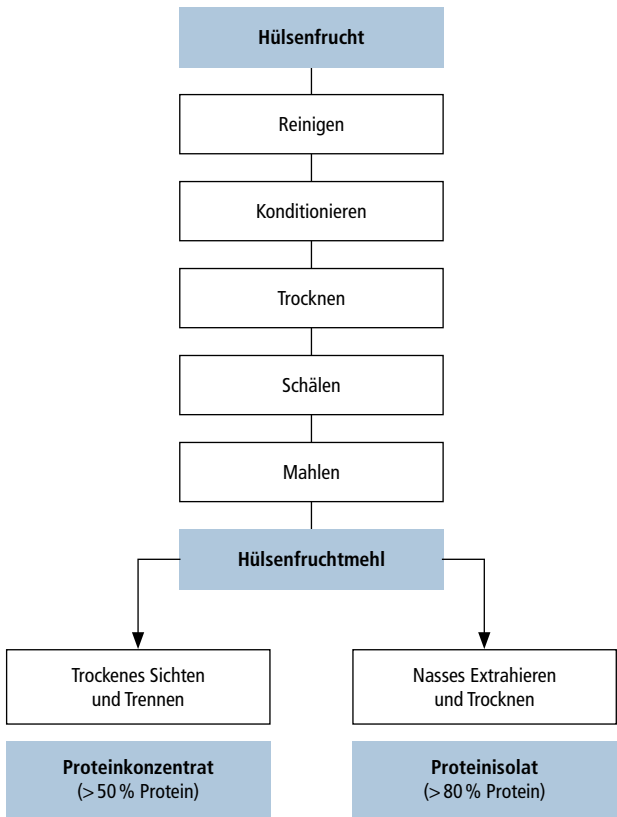 Hülsenfrucht
Reinigen
Konditionieren
Trocknen
Schälen
Mahlen
Hülsenfruchtmehl
Trockenes Sichten
und Trennen
Proteinkonzentrat
(> 50 % Protein)
Nasses Extrahieren
und Trocknen
Proteinisolat
(> 80 % Protein)